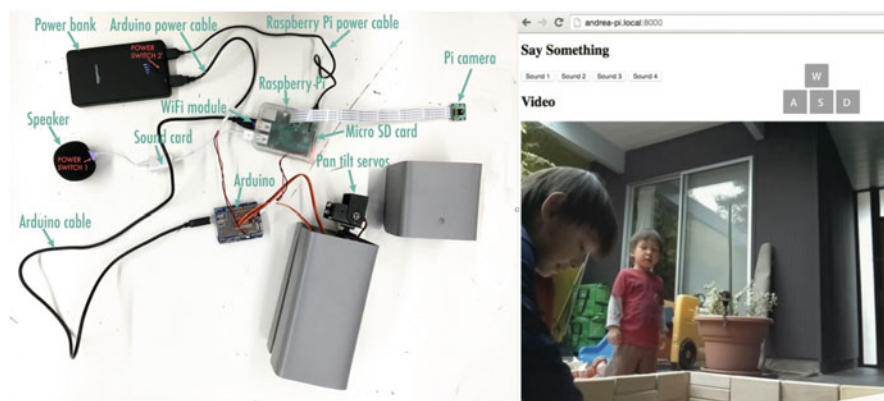 Power bank
Arduino power cable
Raspberry Pi power cable
POWER
SWITCH 2
Raspberry Pi
Pi camera
WiFi module
Micro SD card
Speaker
Sound card
POWER
SWITCH 1
Pan tilt servos
Arduino
Arduino cable
andrea-pi.local:8000
Say Something
Sound 1 Sound 2 Sound 3 Sound 4
W
A S D
Video